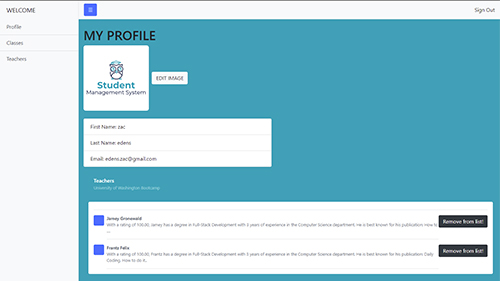 WELCOME
☰
Sign Out
Profile
Classes
Teachers
MY PROFILE
Student
Management System
EDIT IMAGE
First Name: zac
Last Name: edens
Email: edens.zac@gmail.com
Teachers
University of Washington Bootcamp
Jamey Gronewald
With a rating of 100.00, Jamey has a degree in Full-Stack Development with 5 years of experience in the Computer Science department. He is best known for his publication: How to
...
Remove from list!
Frantz Felix
With a rating of 100.00, Frantz has a degree in Full-Stack Development with 5 years of experience in the Computer Science department. He is best known for his publication: Daily
Coding, How to do it...
Remove from list!